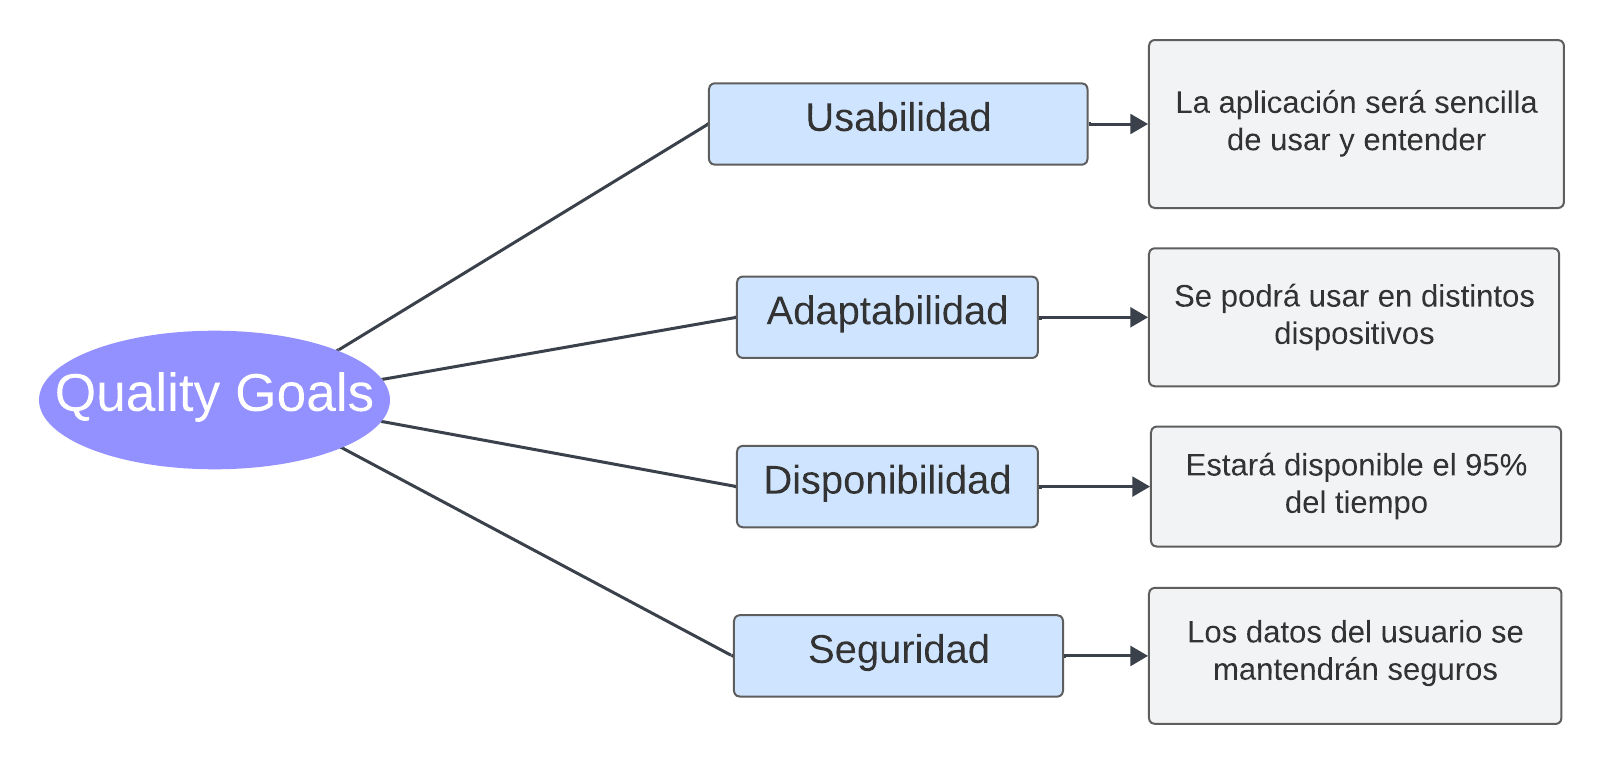 Quality Goals
Usabilidad
La aplicación será sencilla
de usar y entender
Adaptabilidad
Se podrá usar en distintos
dispositivos
Disponibilidad
Estará disponible el 95%
del tiempo
Seguridad
Los datos del usuario se
mantendrán seguros